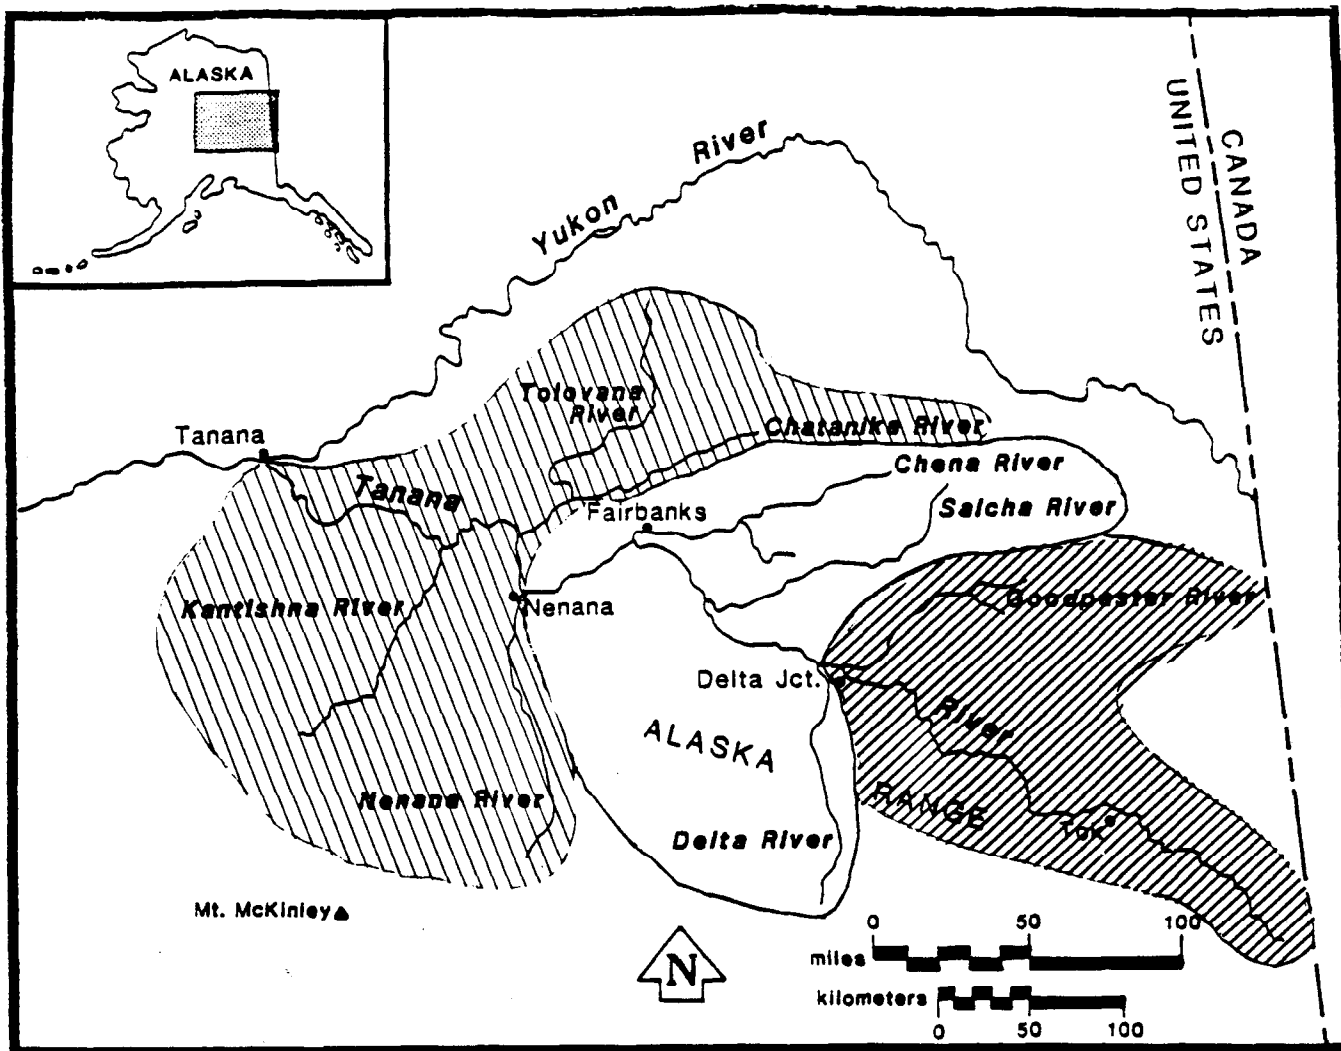 ALASKA
CANADA
UNITED STATES
Yukon River
Tolovana
River
Chatanika River
Tanana
Chena River
Tanana
Salcha River
Fairbanks
Kantishna River
Nenana
Goodpaster River
Delta Jct.
River
ALASKA
Nenana River
RANGE
Tok
Delta River
Mt. McKinley
N
0 50 100
miles
kilometers
0 50 100